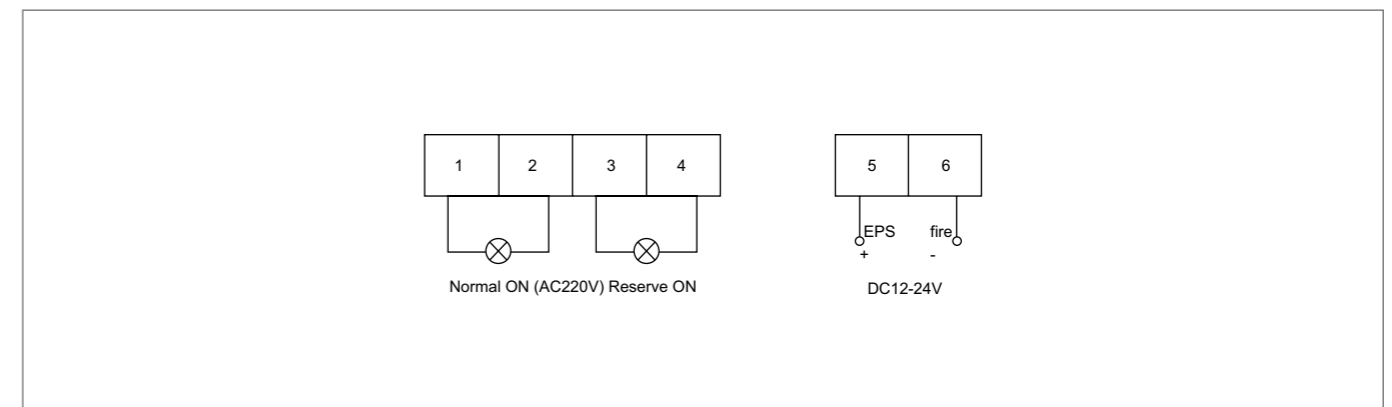 1 2 3 4 5 6
EPS fire
+ -
Normal ON (AC220V) Reserve ON DC12-24V